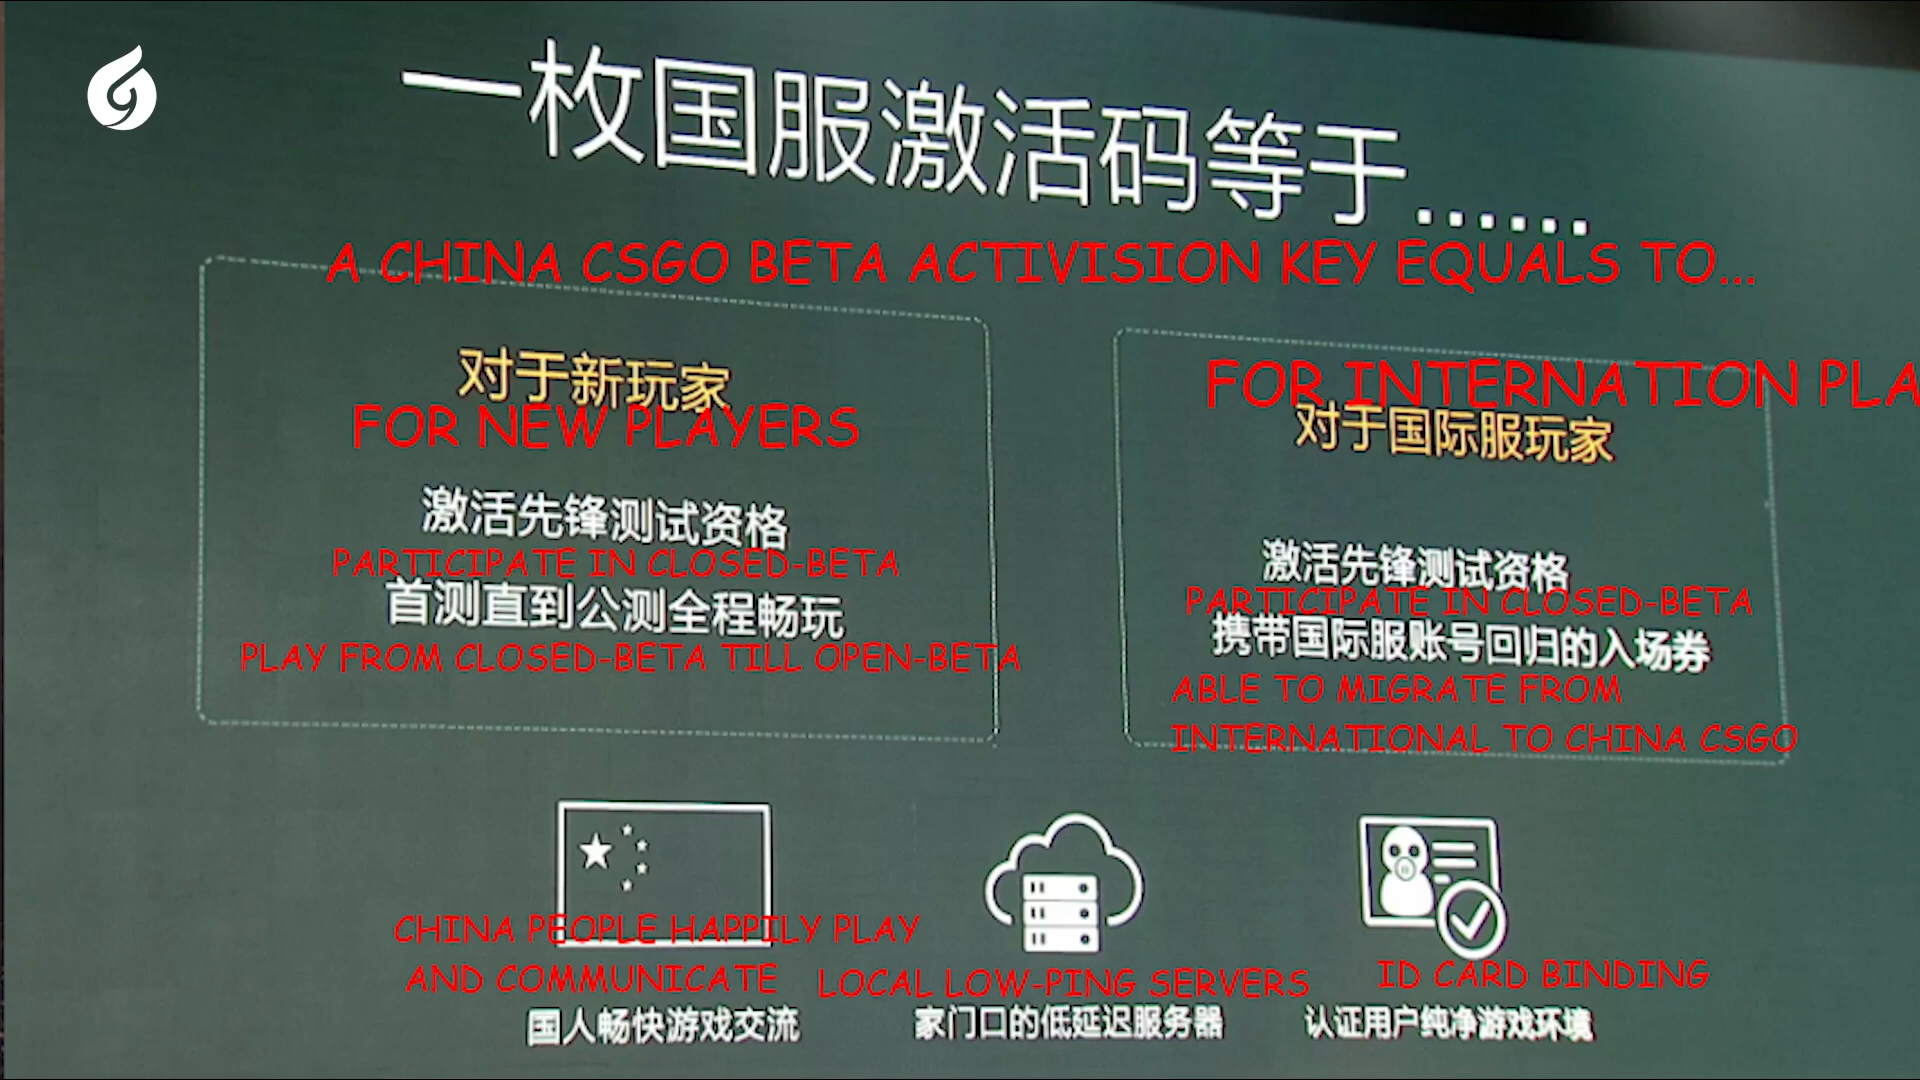 一枚国服激活码等于……
A CHINA CSGO BETA ACTIVISION KEY EQUALS TO...
对于新玩家
FOR NEW PLAYERS
激活先锋测试资格
PARTICIPATE IN CLOSED-BETA
首测直到公测全程畅玩
PLAY FROM CLOSED-BETA TILL OPEN-BETA
FOR INTERNATION PLA
对于国际服玩家
激活先锋测试资格
PARTICIPATE IN CLOSED-BETA
携带国际服账号回归的入场券
ABLE TO MIGRATE FROM
INTERNATIONAL TO CHINA CSGO
CHINA PEOPLE HAPPILY PLAY
AND COMMUNICATE
国人畅快游戏交流
LOCAL LOW-PING SERVERS
家门口的低延迟服务器
ID CARD BINDING
认证用户纯净游戏环境